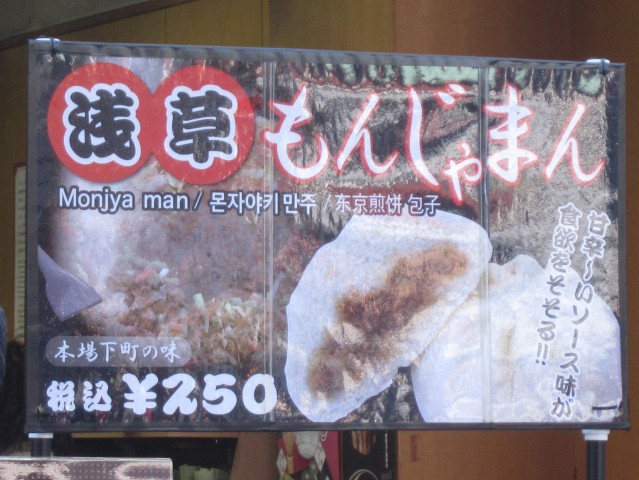 浅草もんじゃまん
Monjya man / 몬자야키 만주 / 东京煎饼 包子
甘辛〜いソース味が
食欲をそそる!!
本場下町の味
税込 ¥250